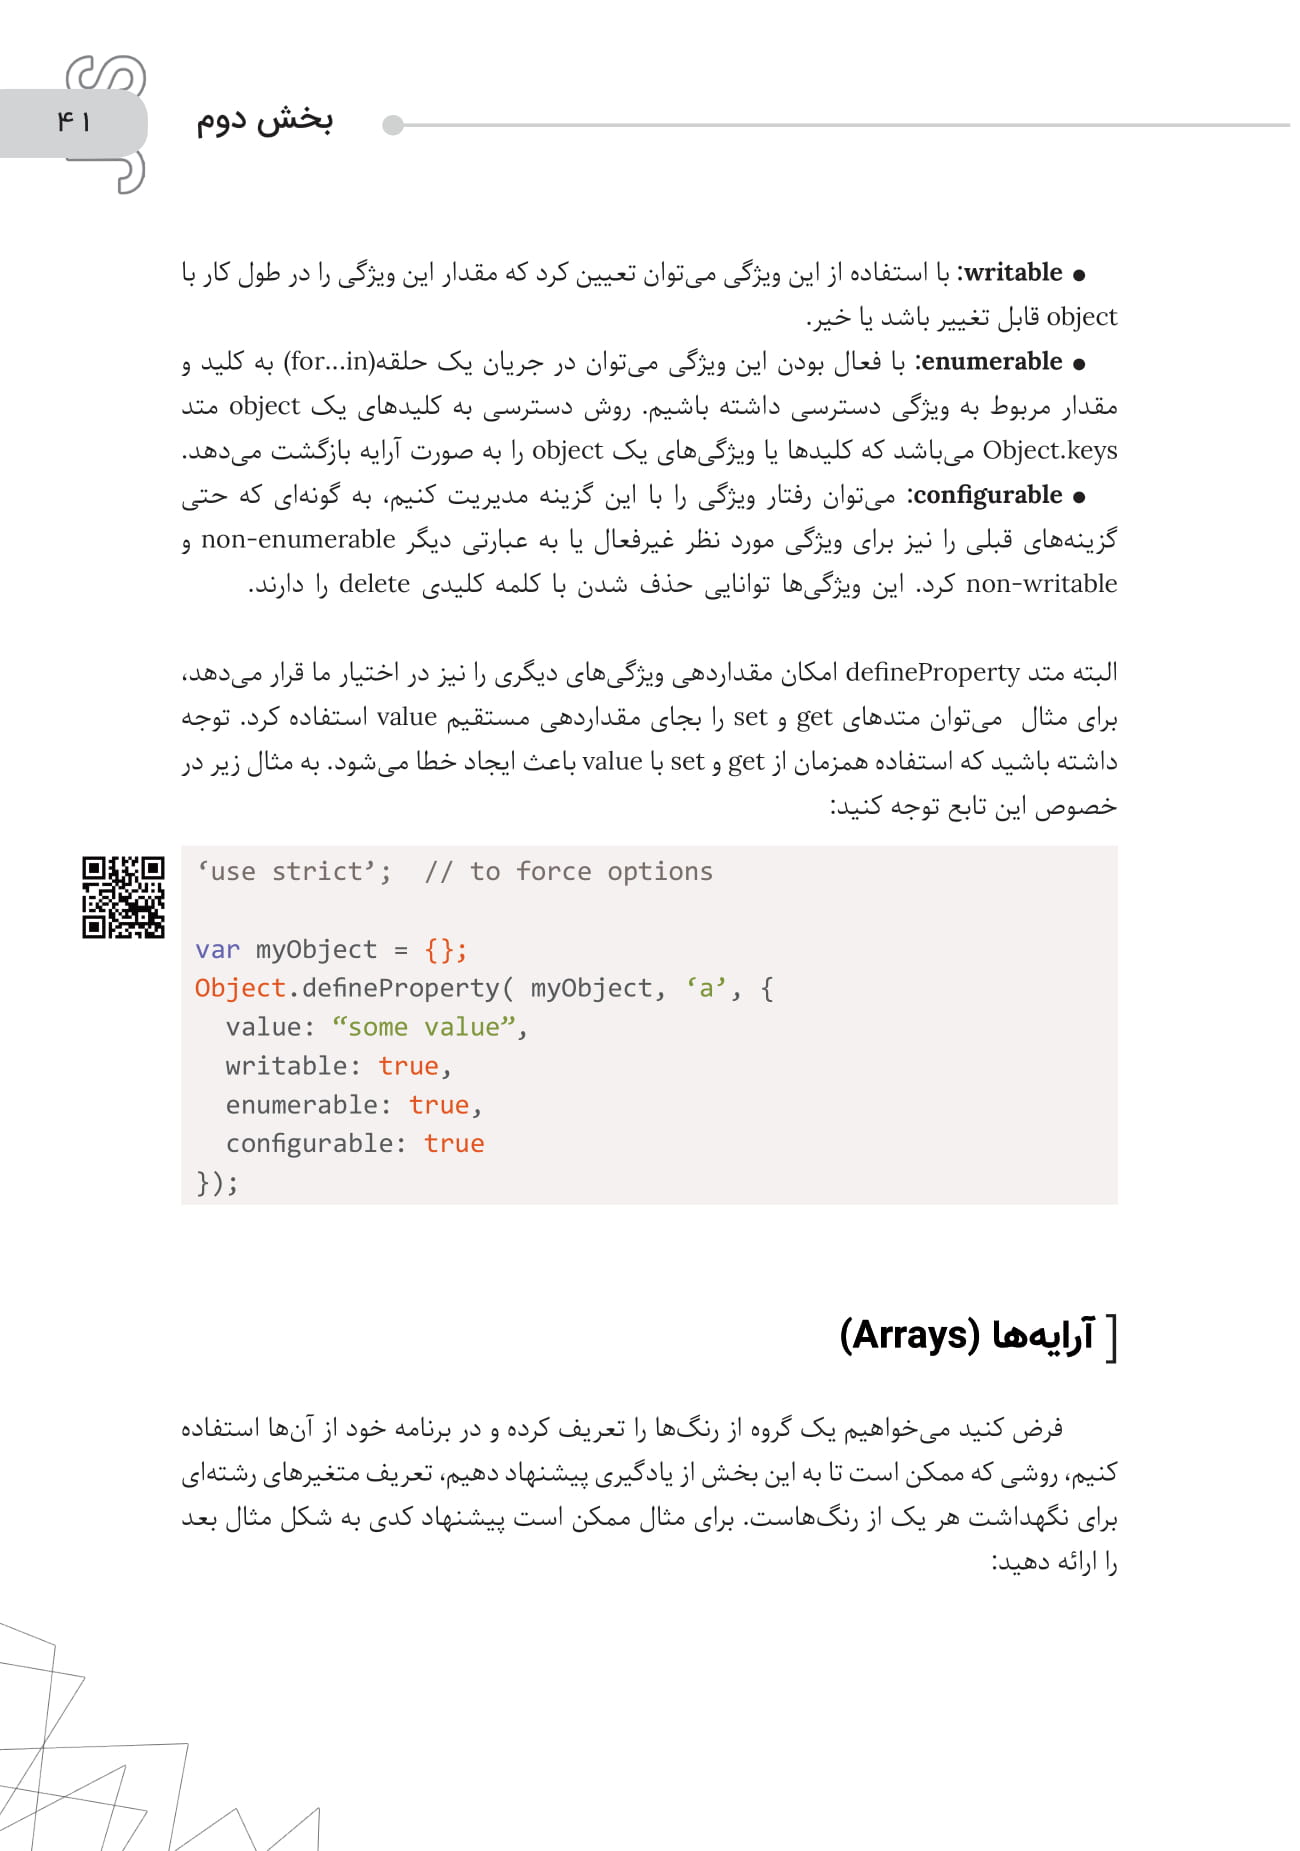 ۴۱
بخش دوم
JS
● writable: با استفاده از این ویژگی می‌توان تعیین کرد که مقدار این ویژگی را در طول کار با
object قابل تغییر باشد یا خیر.
● enumerable: با فعال بودن این ویژگی می‌توان در جریان یک حلقه(for...in) به کلید و
مقدار مربوط به ویژگی دسترسی داشته باشیم. روش دسترسی به کلیدهای یک object متد
Object.keys می‌باشد که کلیدها یا ویژگی‌های یک object را به صورت آرایه بازگشت می‌دهد.
● configurable: می‌توان رفتار ویژگی را با این گزینه مدیریت کنیم، به گونه‌ای که حتی
گزینه‌های قبلی را نیز برای ویژگی مورد نظر غیرفعال یا به عبارتی دیگر non-enumerable و
non-writable کرد. این ویژگی‌ها توانایی حذف شدن با کلمه کلیدی delete را دارند.
البته متد defineProperty امکان مقداردهی ویژگی‌های دیگری را نیز در اختیار ما قرار می‌دهد،
برای مثال می‌توان متدهای get و set را بجای مقداردهی مستقیم value استفاده کرد. توجه
داشته باشید که استفاده همزمان از get و set با value باعث ایجاد خطا می‌شود. به مثال زیر در
خصوص این تابع توجه کنید:
‘use strict’;  // to force options
var myObject = {};
Object.defineProperty( myObject, ‘a’, {
  value: “some value”,
  writable: true,
  enumerable: true,
  configurable: true
});
[ آرایه‌ها (Arrays)
فرض کنید می‌خواهیم یک گروه از رنگ‌ها را تعریف کرده و در برنامه خود از آن‌ها استفاده
کنیم، روشی که ممکن است تا به این بخش از یادگیری پیشنهاد دهیم، تعریف متغیرهای رشته‌ای
برای نگهداشت هر یک از رنگ‌هاست. برای مثال ممکن است پیشنهاد کدی به شکل مثال بعد
را ارائه دهید: